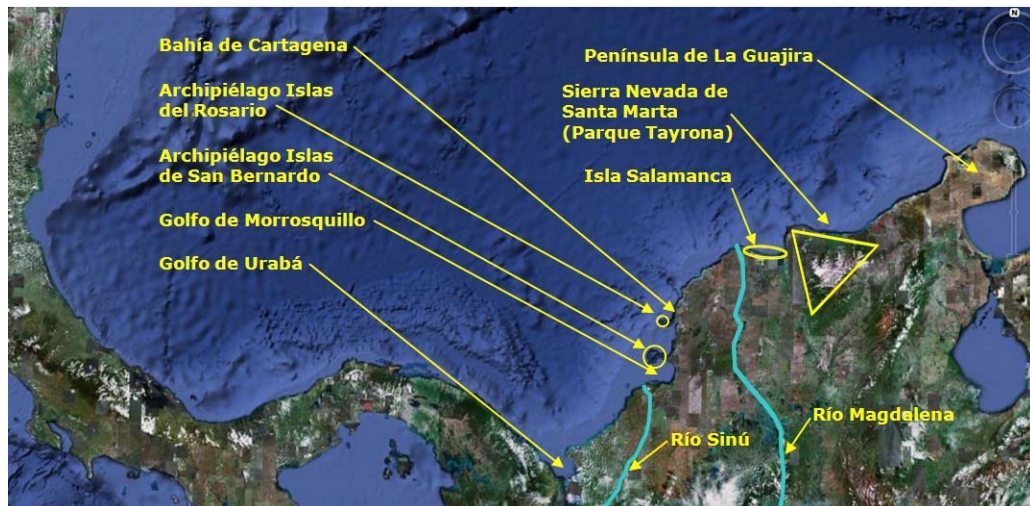 Bahía de Cartagena
Archipiélago Islas
del Rosario
Archipiélago Islas
de San Bernardo
Golfo de Morrosquillo
Golfo de Urabá
Península de La Guajira
Sierra Nevada de
Santa Marta
(Parque Tayrona)
Isla Salamanca
Río Magdalena
Río Sinú
N